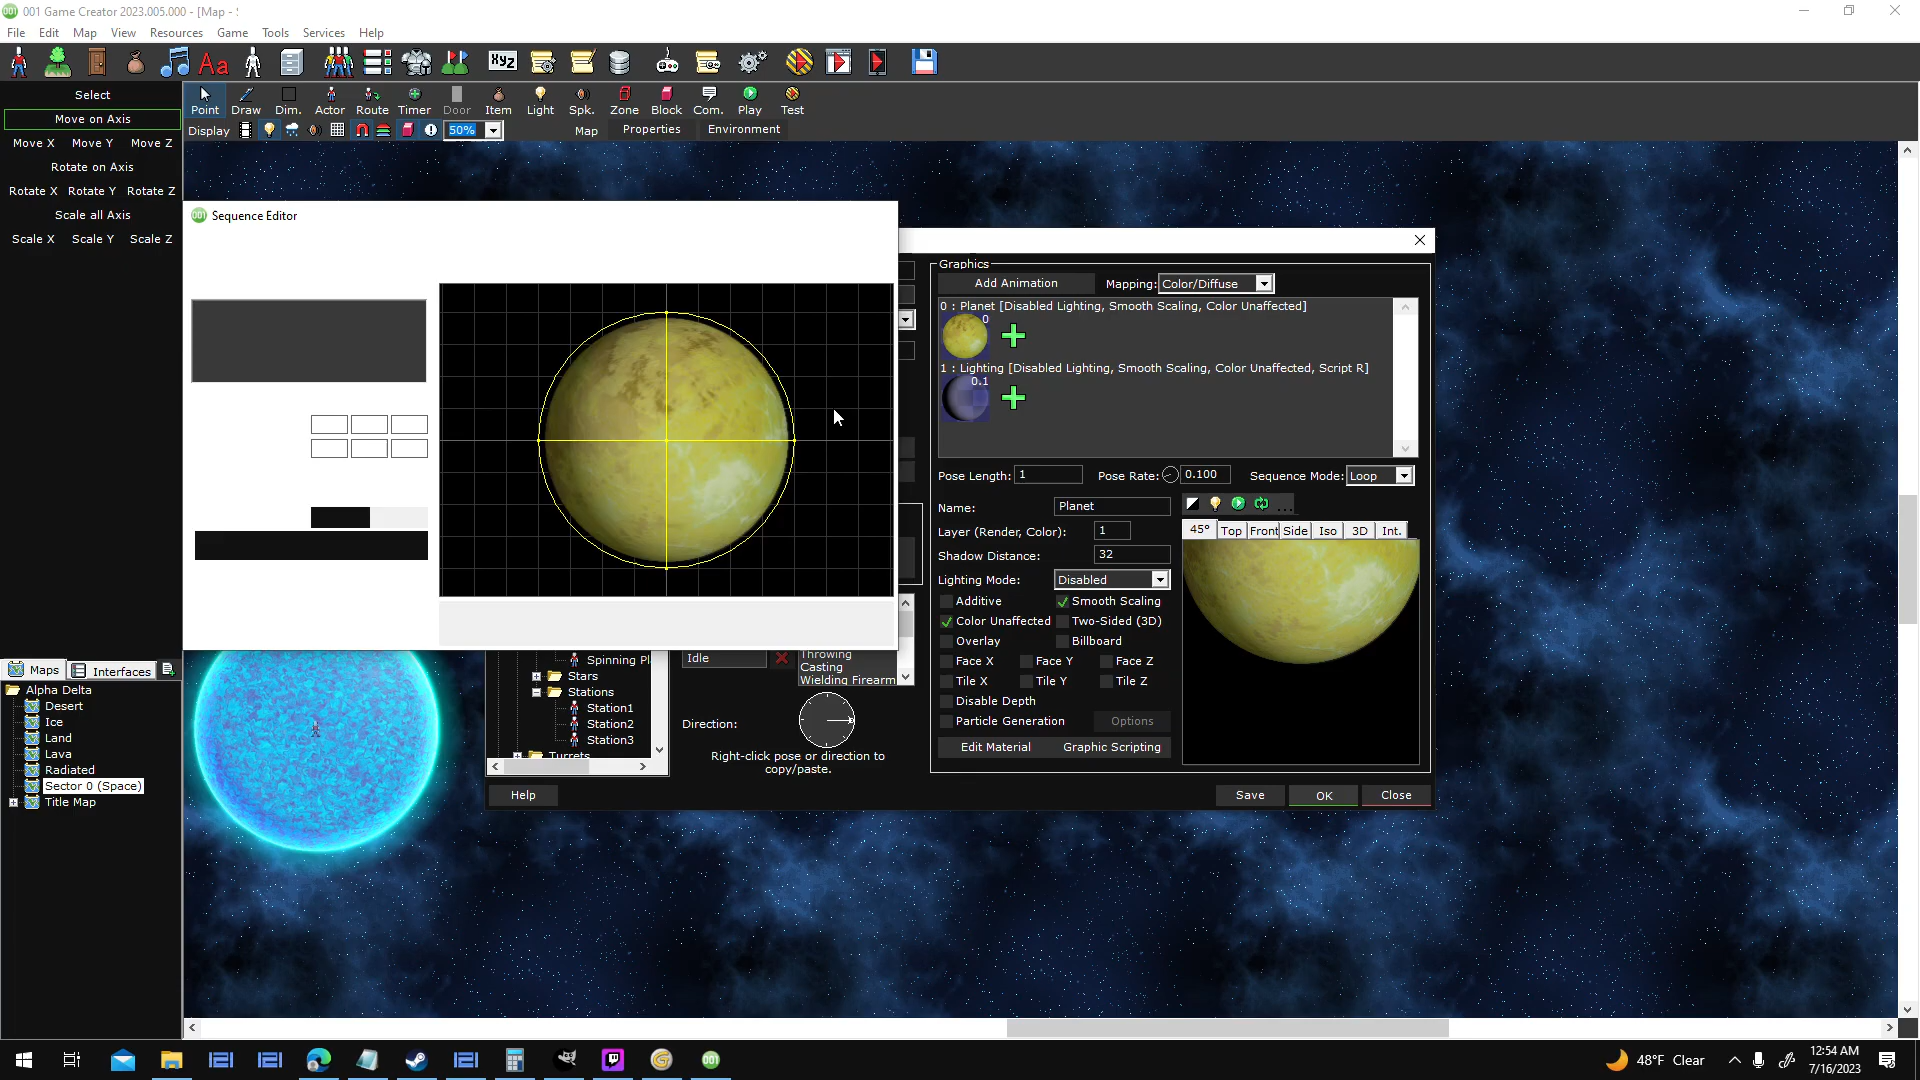 001 Game Creator 2023.005.000 - [Map -
File Edit Map View Resources Game Tools Services Help
Aa XYZ
Select
Move on Axis
Move X Move Y Move Z
Rotate on Axis
Rotate X Rotate Y Rotate Z
Scale all Axis
Scale X Scale Y Scale Z
Point Draw Dim. Actor Route Timer Door Item Light Spk. Zone Block Com. Play Test
Display 50% Map Properties Environment
001 Sequence Editor
Graphics
Add Animation Mapping: Color/Diffuse
0 : Planet [Disabled Lighting, Smooth Scaling, Color Unaffected]
0
1 : Lighting [Disabled Lighting, Smooth Scaling, Color Unaffected, Script R]
0.1
Pose Length: 1 Pose Rate: 0.100 Sequence Mode: Loop
Name: Planet
Layer (Render, Color): 1
Shadow Distance: 32
Lighting Mode: Disabled
Additive Smooth Scaling
Color Unaffected Two-Sided (3D)
Overlay Billboard
Face X Face Y Face Z
Tile X Tile Y Tile Z
Disable Depth
Particle Generation Options
Edit Material Graphic Scripting
...
45° Top Front Side Iso 3D Int.
Spinning Pl
Stars
Stations
Station1
Station2
Station3
Turrets
Idle
Throwing
Casting
Wielding Firearm
Direction:
Right-click pose or direction to
copy/paste.
Help Save OK Close
Maps Interfaces
Alpha Delta
Desert
Ice
Land
Lava
Radiated
Sector 0 (Space)
Title Map
48°F Clear
12:54 AM
7/16/2023